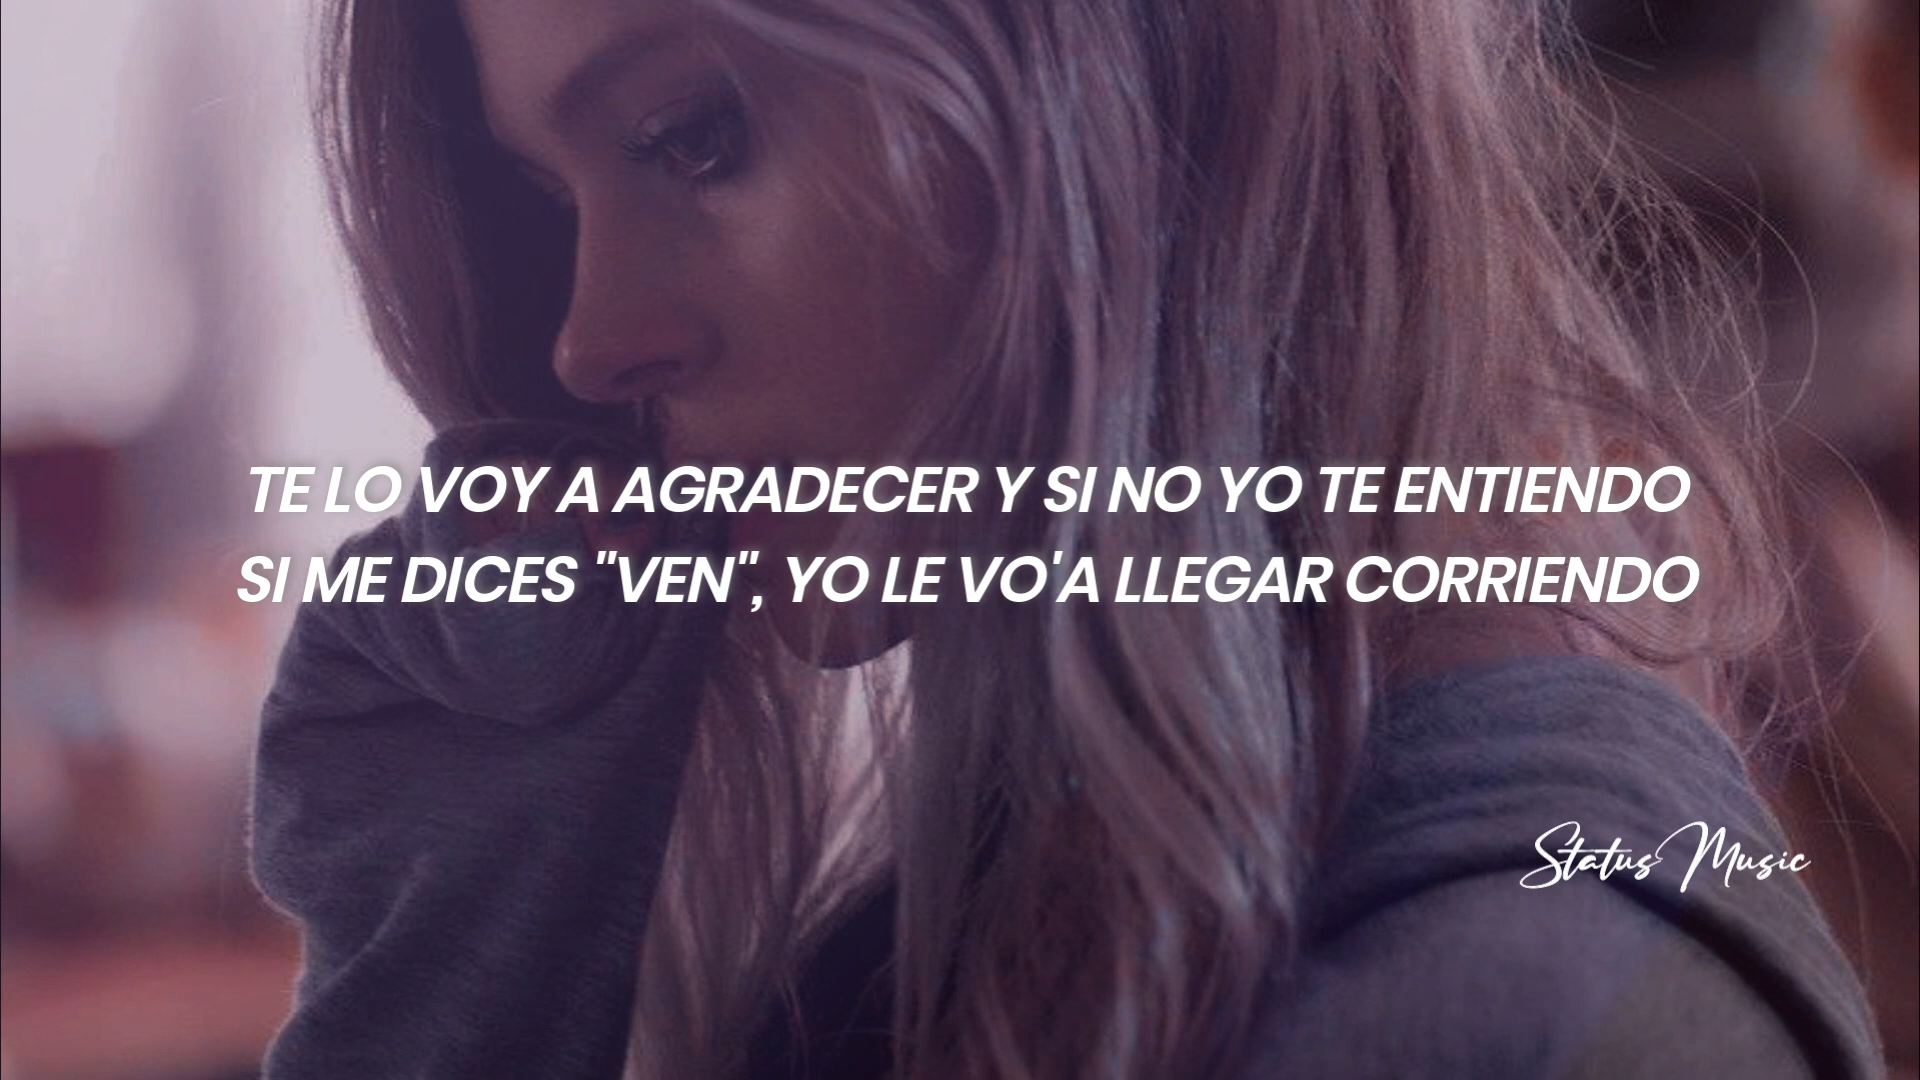 TE LO VOY A AGRADECER Y SI NO YO TE ENTIENDO
SI ME DICES "VEN", YO LE VO'A LLEGAR CORRIENDO
Status Music